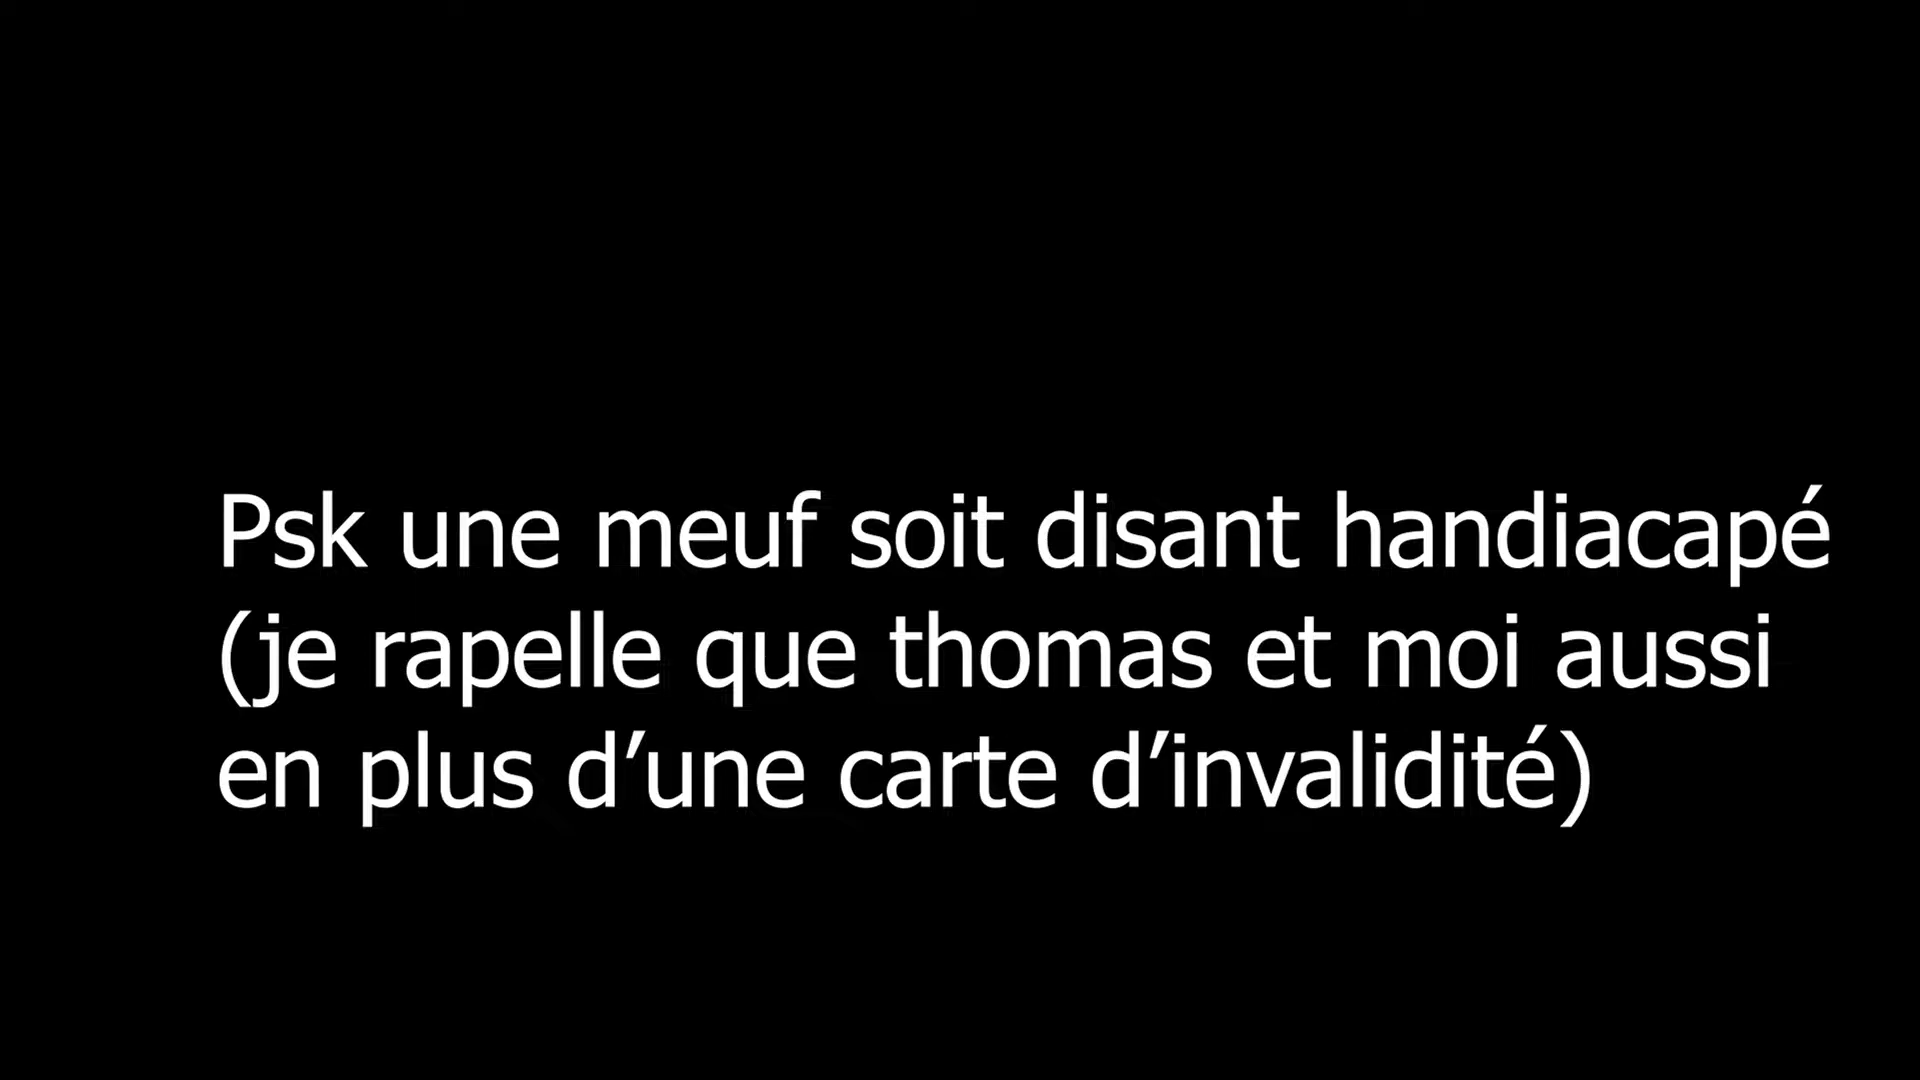 Psk une meuf soit disant handiacapé
(je rapelle que thomas et moi aussi
en plus d’une carte d’invalidité)